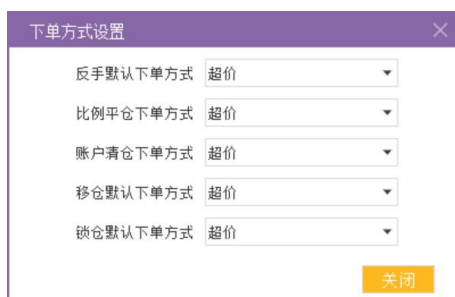 下单方式设置
反手默认下单方式 超价
比例平仓下单方式 超价
账户清仓下单方式 超价
移仓默认下单方式 超价
锁仓默认下单方式 超价
关闭